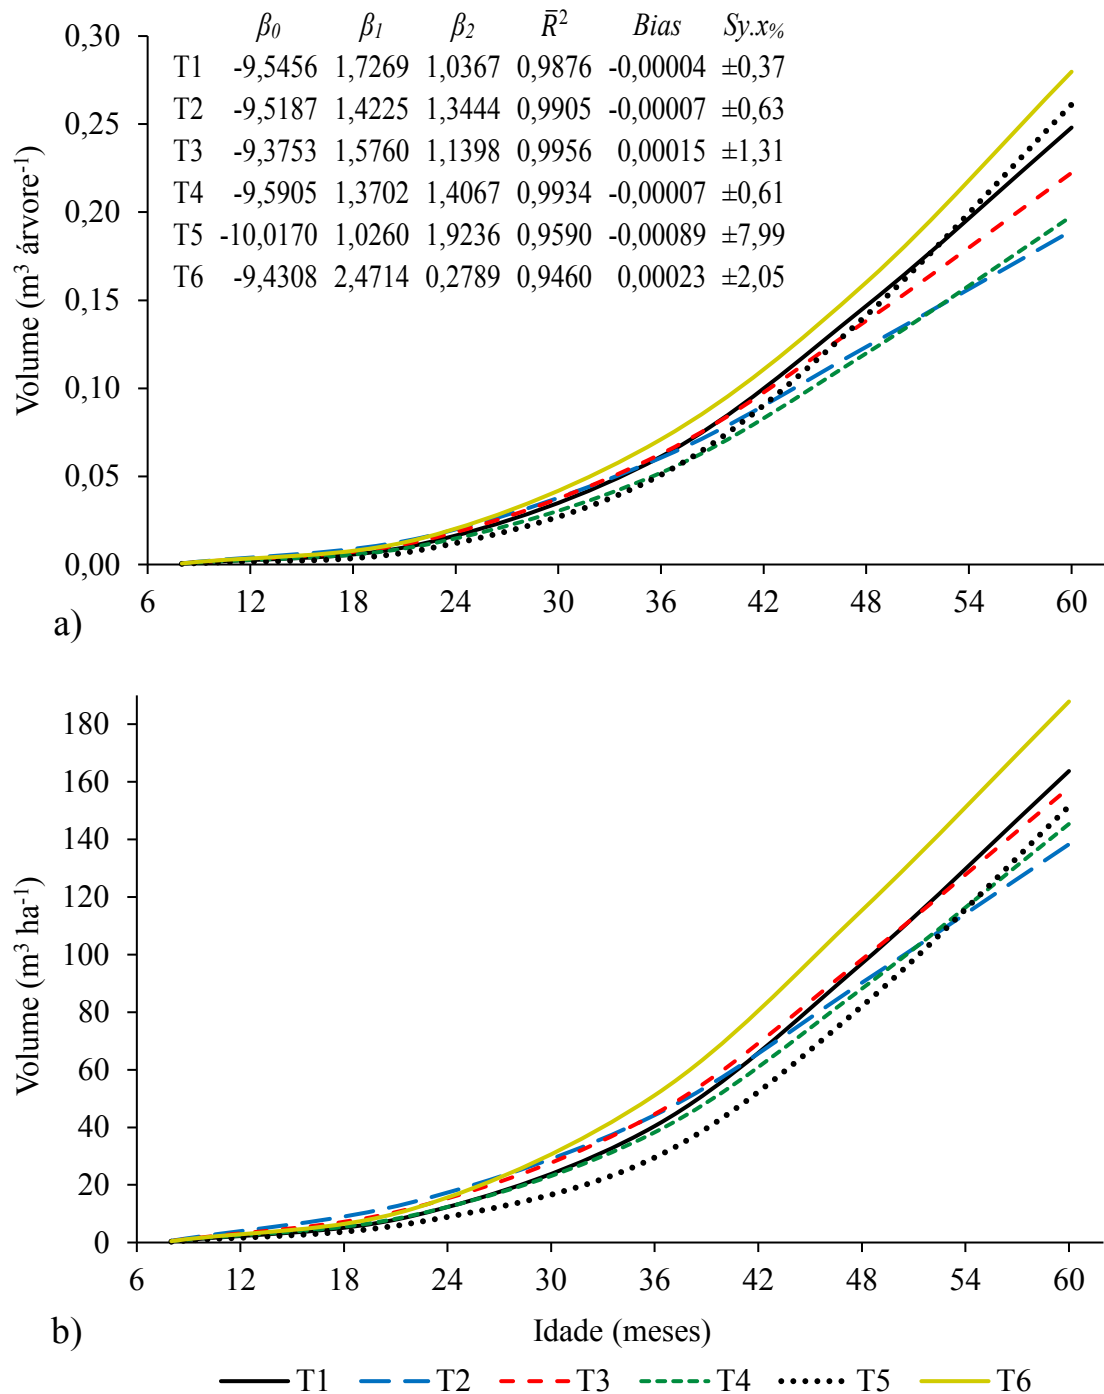 β0 β1 β2 R̄² Bias Sy.x%
T1 -9,5456 1,7269 1,0367 0,9876 -0,00004 ±0,37
T2 -9,5187 1,4225 1,3444 0,9905 -0,00007 ±0,63
T3 -9,3753 1,5760 1,1398 0,9956 0,00015 ±1,31
T4 -9,5905 1,3702 1,4067 0,9934 -0,00007 ±0,61
T5 -10,0170 1,0260 1,9236 0,9590 -0,00089 ±7,99
T6 -9,4308 2,4714 0,2789 0,9460 0,00023 ±2,05
Volume (m³ árvore⁻¹)
0,30
0,25
0,20
0,15
0,10
0,05
0,00
6 12 18 24 30 36 42 48 54 60
a)
Volume (m³ ha⁻¹)
180
160
140
120
100
80
60
40
20
0
6 12 18 24 30 36 42 48 54 60
b)
Idade (meses)
T1 T2 T3 T4 T5 T6